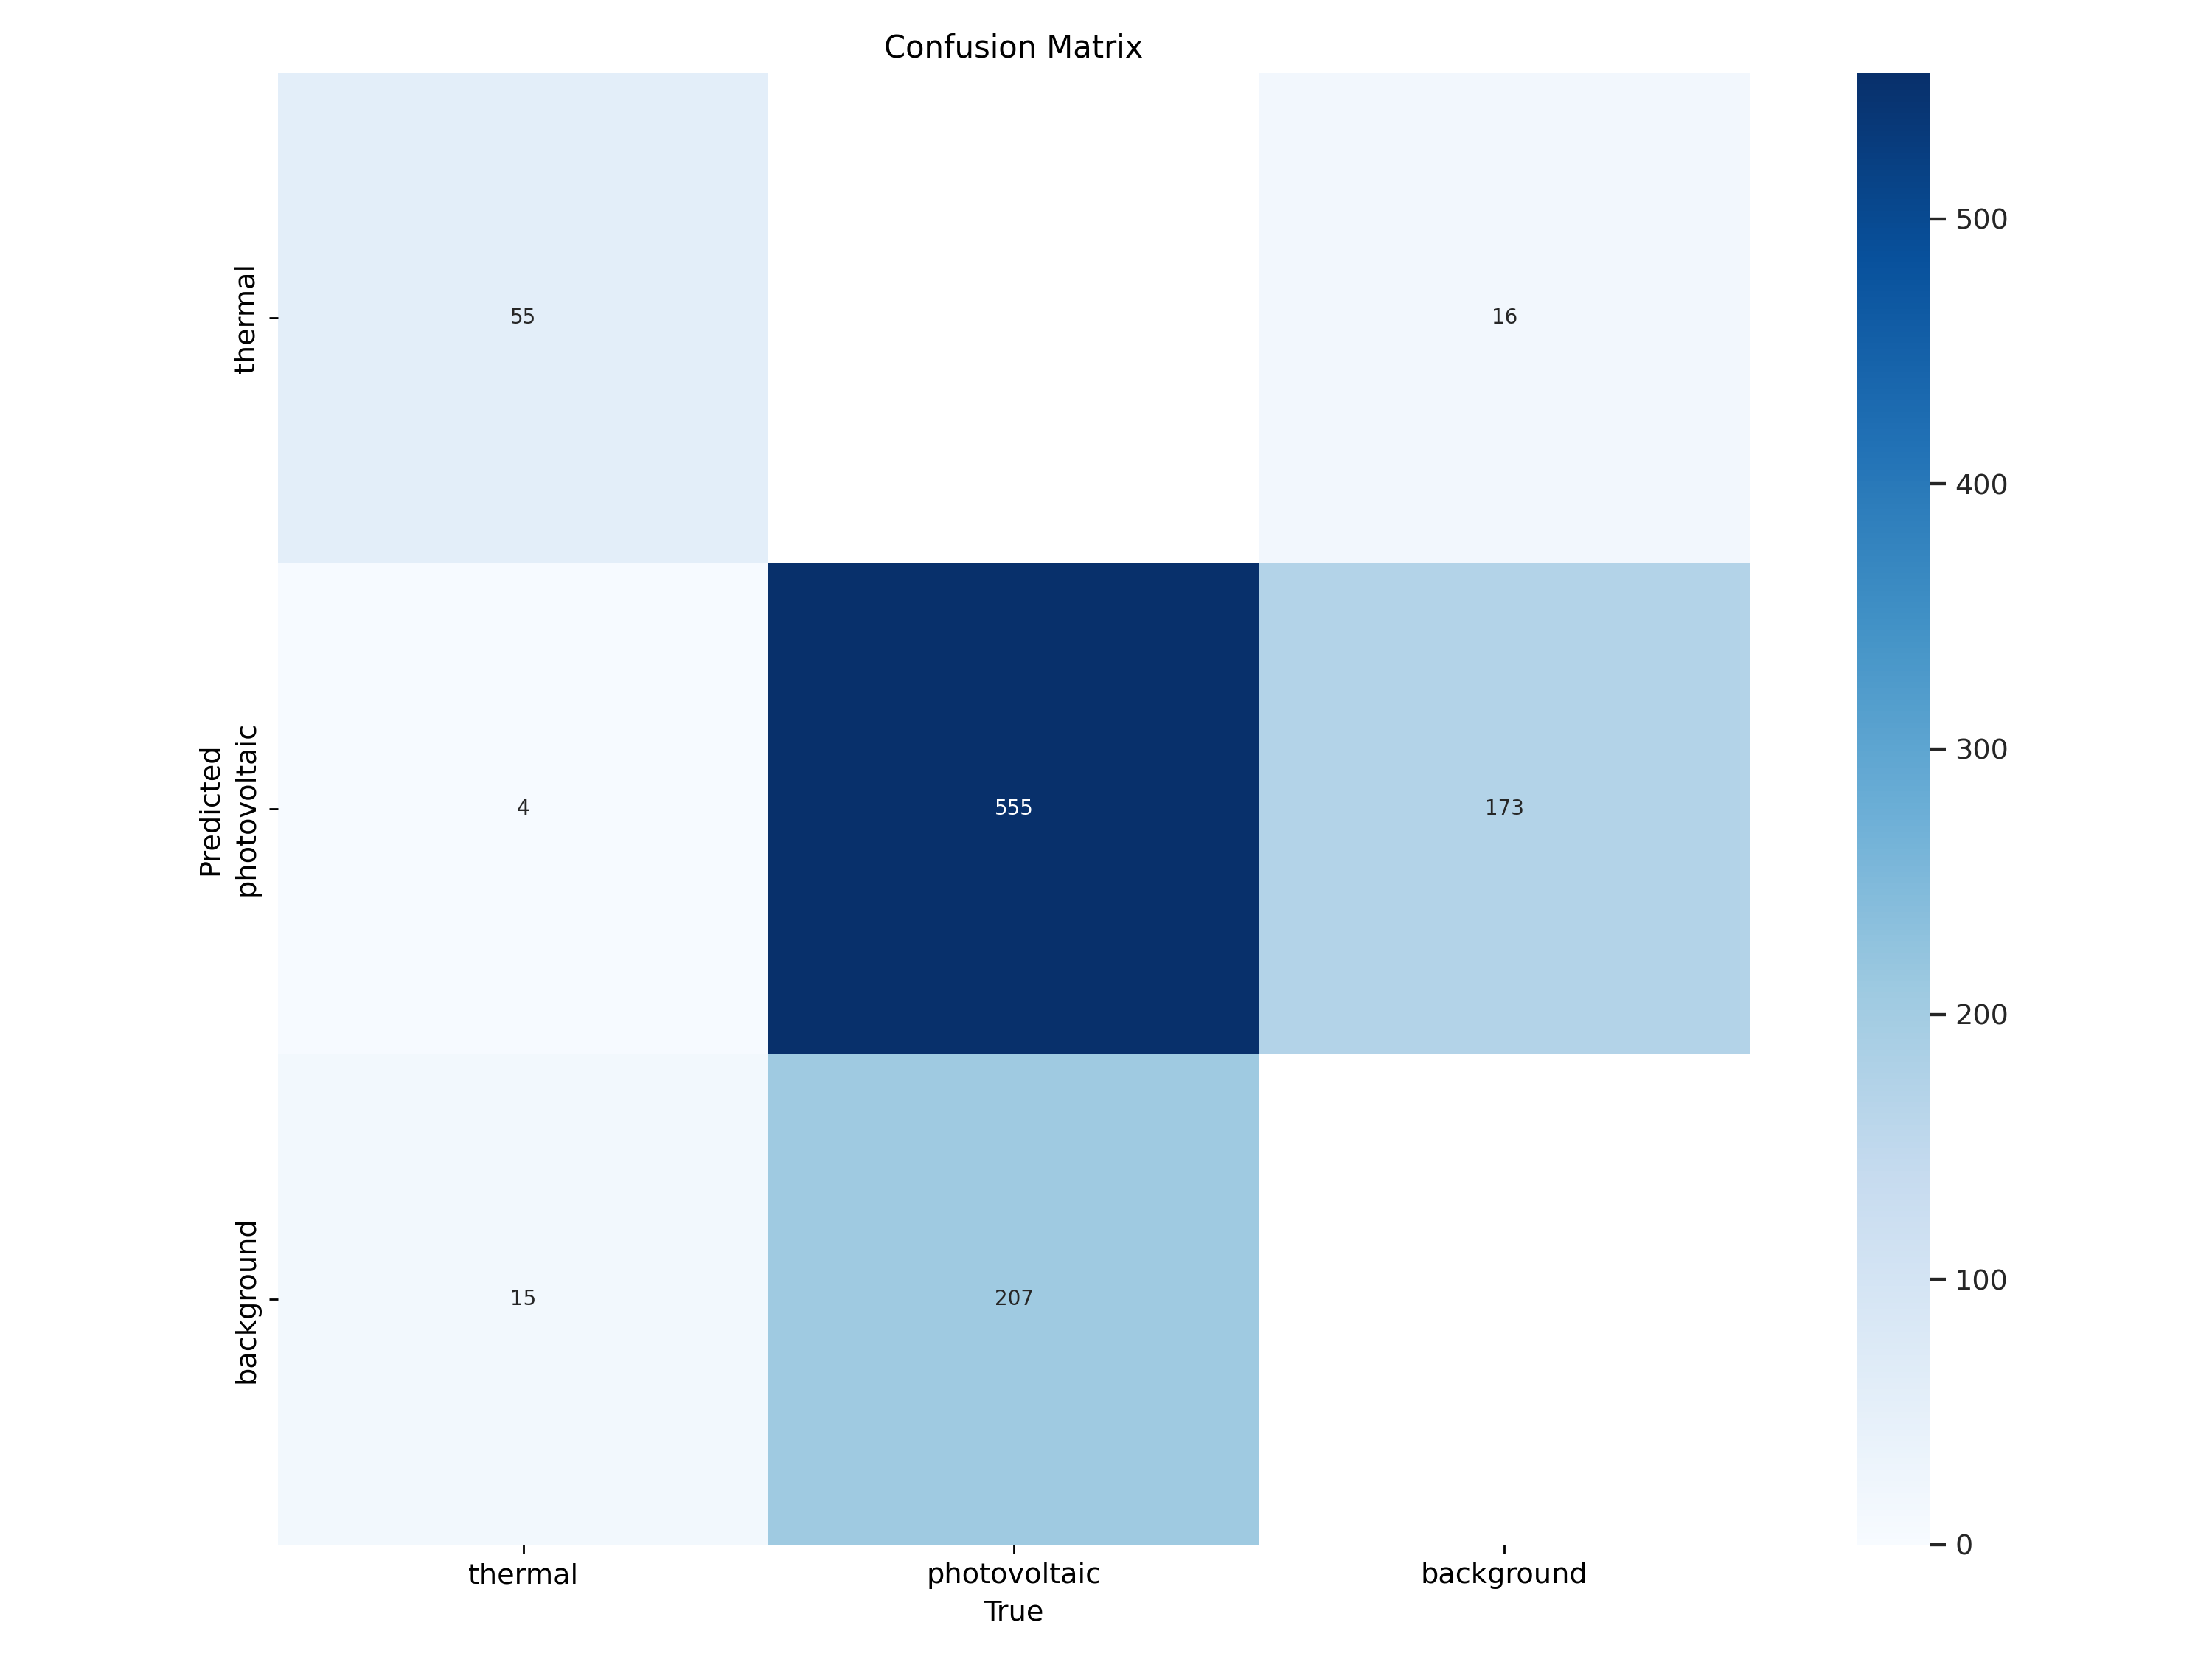 Confusion Matrix
thermal
55
16
500
400
Predicted
photovoltaic
4
555
173
300
200
background
15
207
100
0
thermal
photovoltaic
background
True